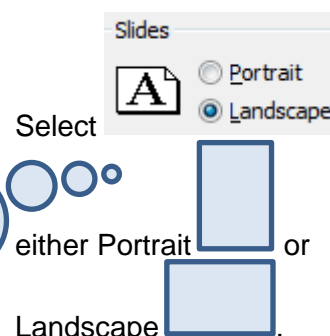 Slides
A Portrait
Select Landscape
either Portrait or
Landscape .